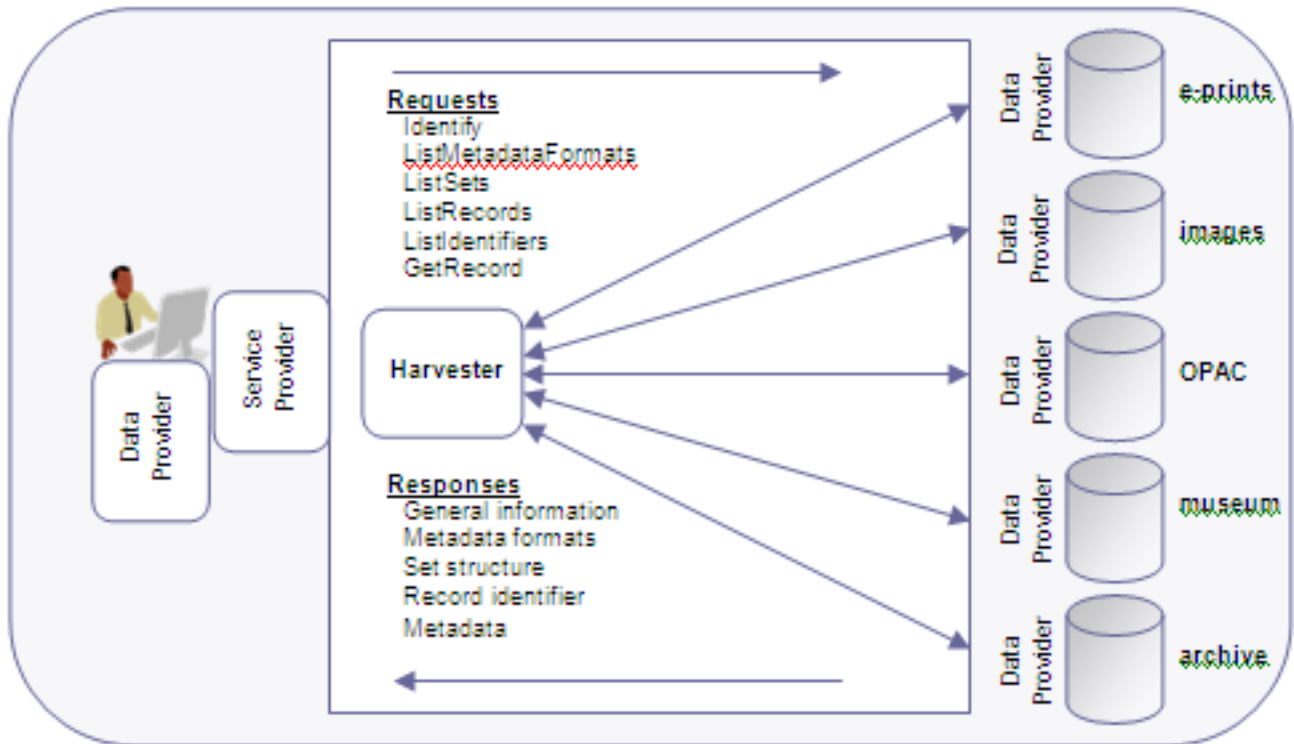 Requests
Identify
ListMetadataFormats
ListSets
ListRecords
ListIdentifiers
GetRecord
Data
Provider
Service
Provider
Harvester
Responses
General information
Metadata formats
Set structure
Record identifier
Metadata
Data
Provider
e-prints
Data
Provider
images
Data
Provider
OPAC
Data
Provider
museum
Data
Provider
archive